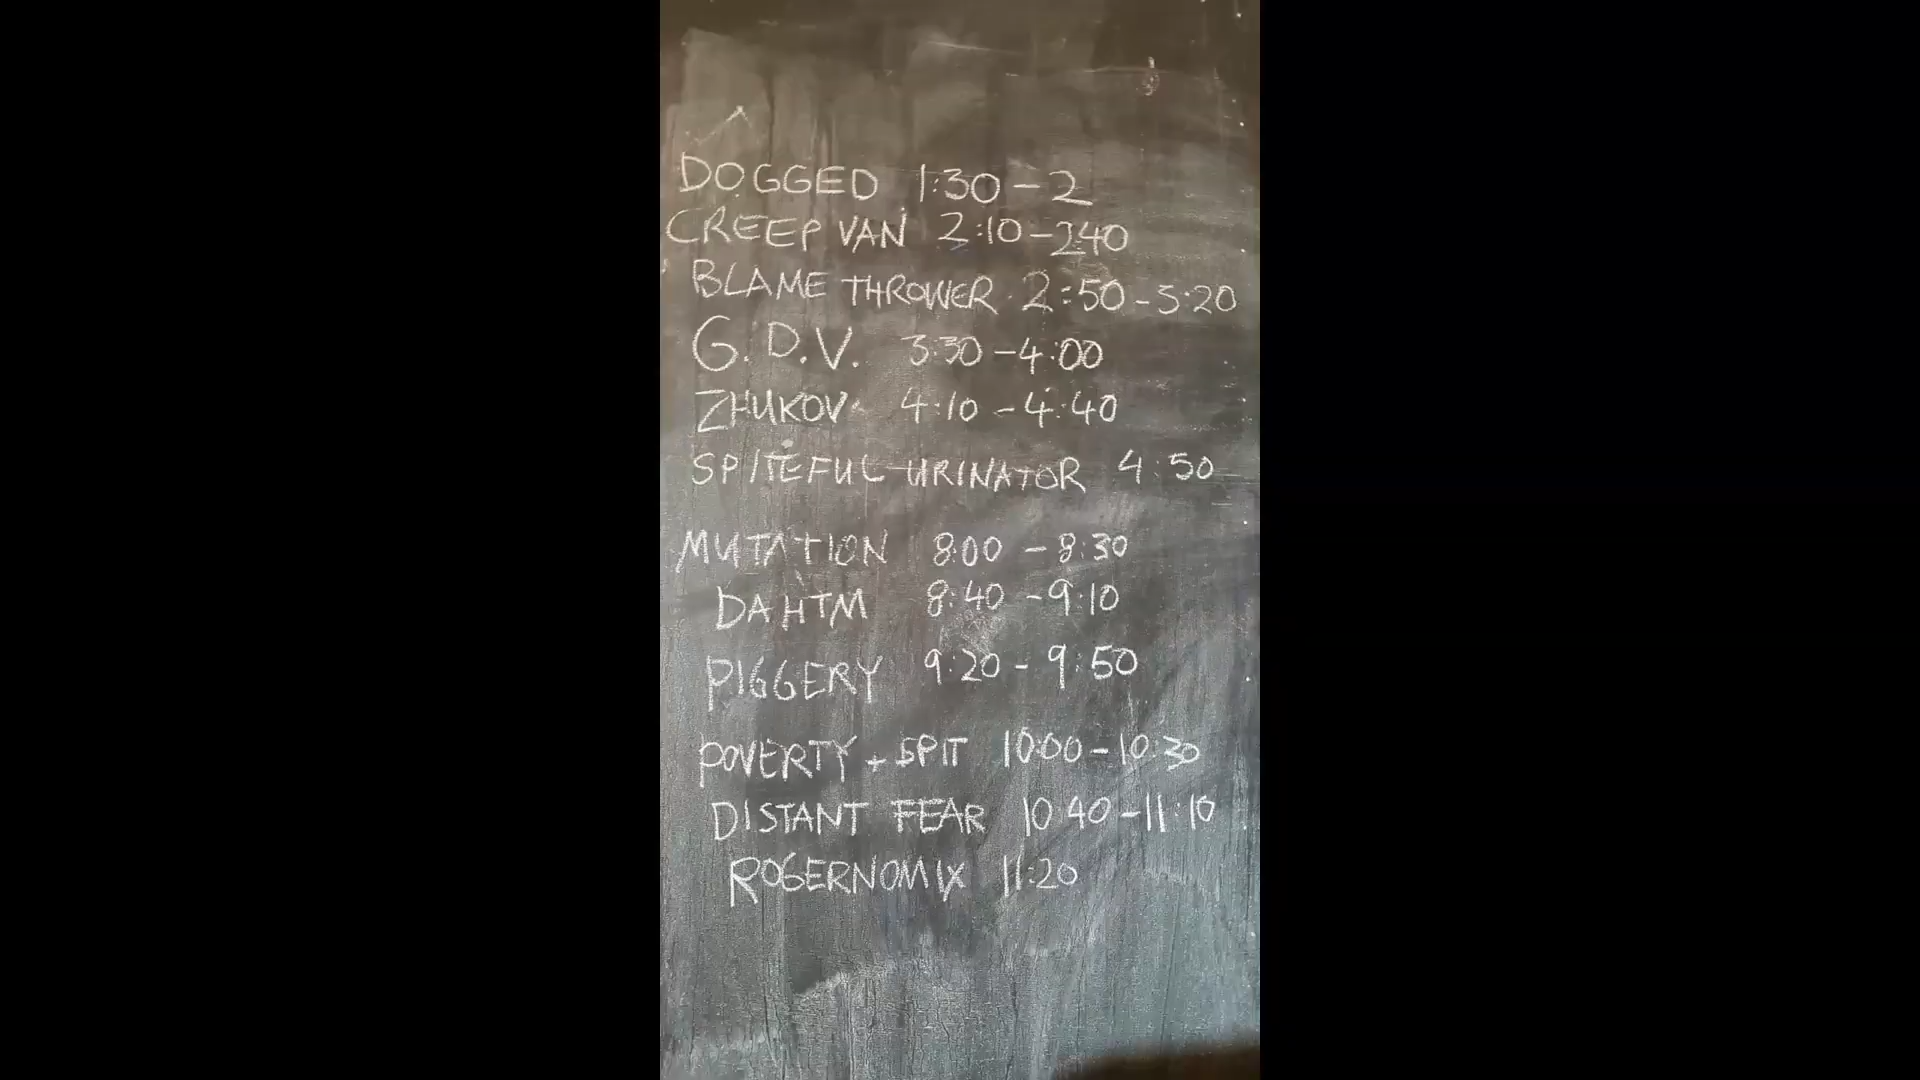 DOGGED 1:30-2
CREEP VAN 2:10-240
BLAME THROWER 2:50-3:20
G.D.V. 3:30-4:00
ZHUKOV 4:10-4:40
SPITEFUL URINATOR 4:50
MUTATION 8:00-8:30
DAHTM 8:40-9:10
PIGGERY 9:20-9:50
POVERTY + SPIT 10:00-10:30
DISTANT FEAR 10 40-11:10
ROGERNOMIX 11:20